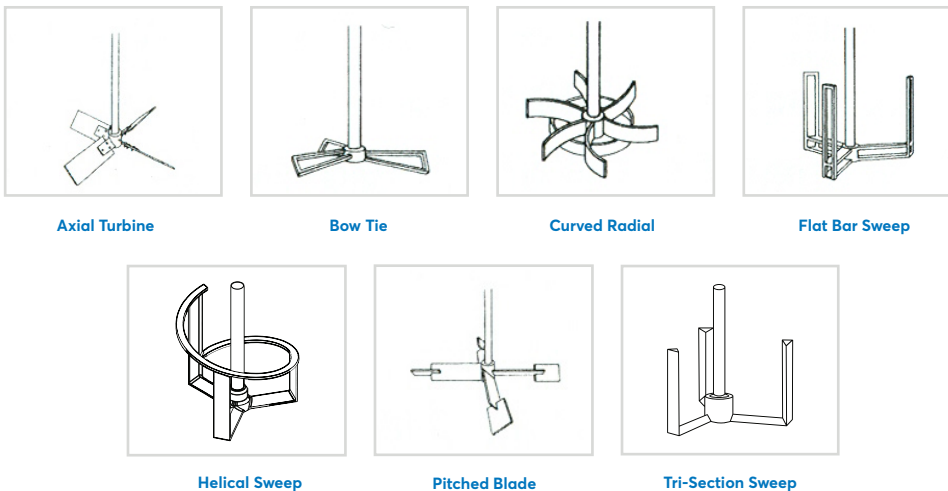 Axial Turbine
Bow Tie
Curved Radial
Flat Bar Sweep
Helical Sweep
Pitched Blade
Tri-Section Sweep